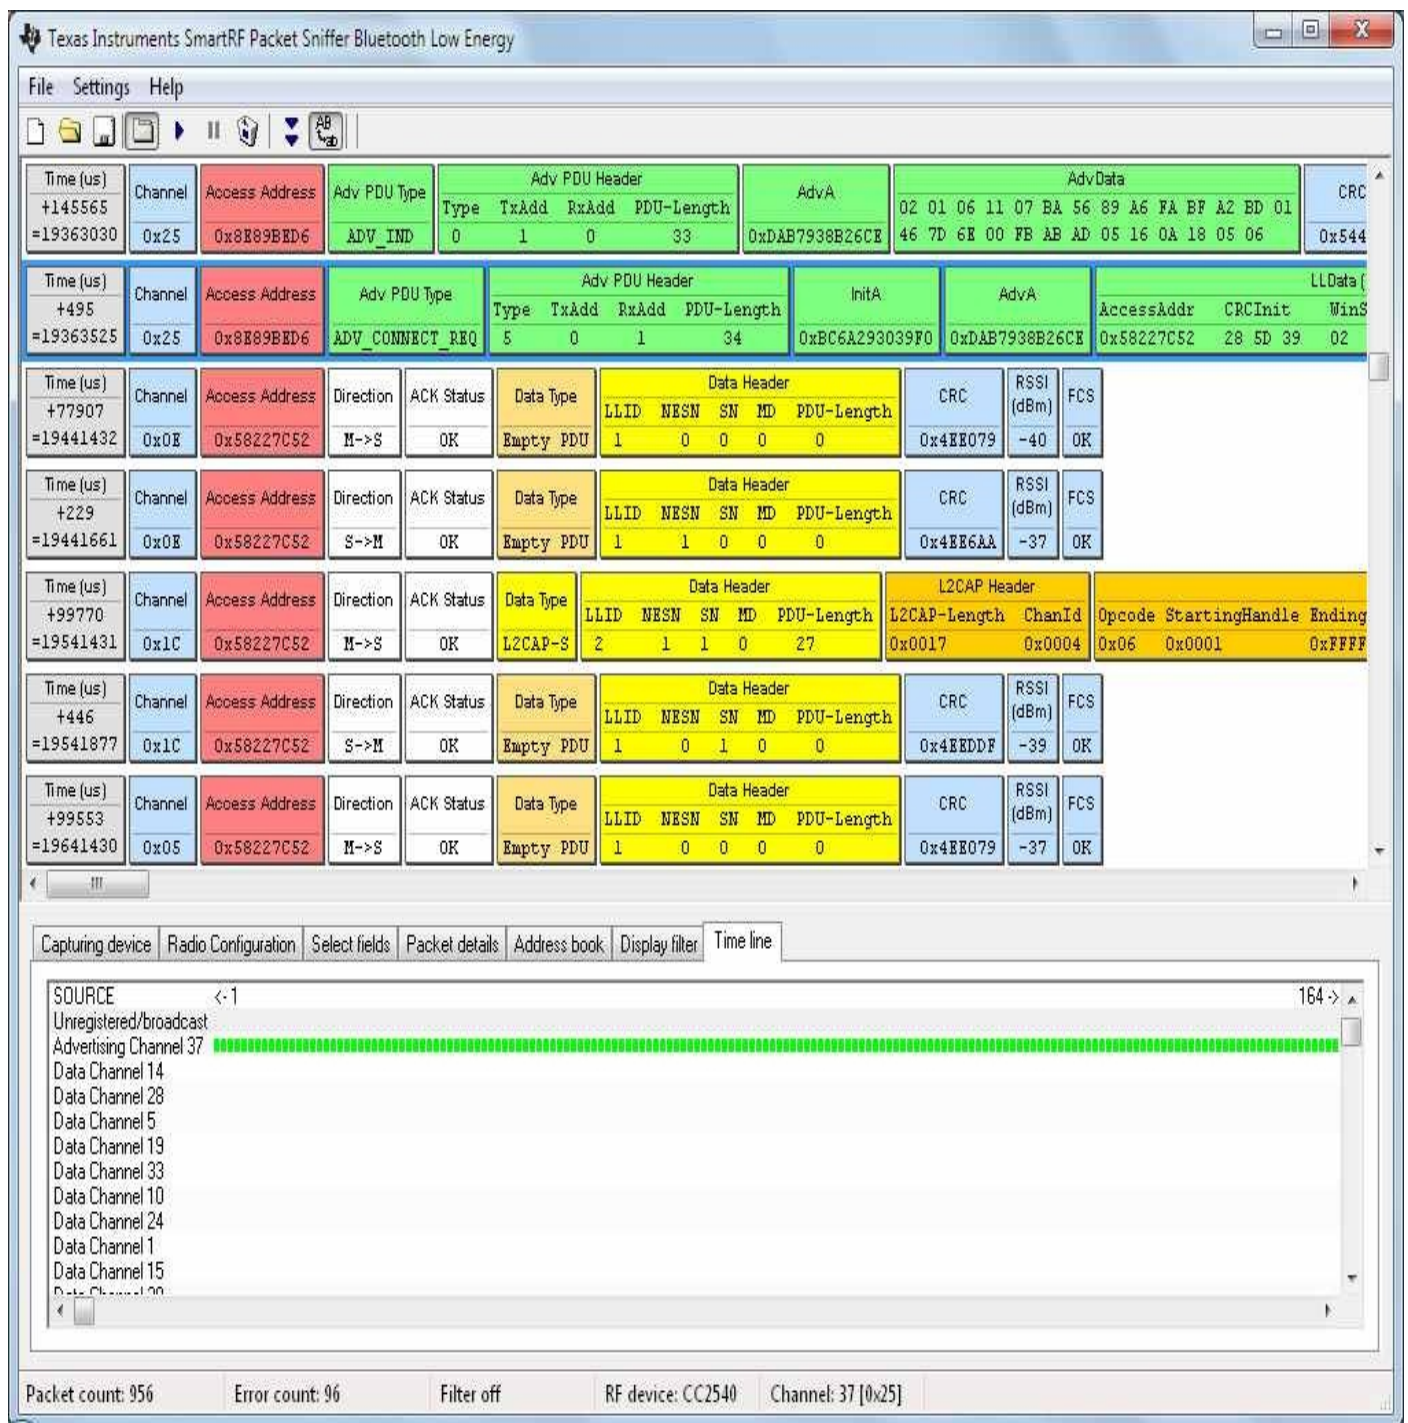 Texas Instruments SmartRF Packet Sniffer Bluetooth Low Energy
File Settings Help
Time (us) Channel Access Address Adv PDU Type Adv PDU Header AdvA AdvData CRC
+145565 Type TxAdd RxAdd PDU-Length 02 01 06 11 07 BA 56 89 A6 FA BF A2 BD 01
=19363030 0x25 0x8E89BED6 ADV_IND 0 1 0 33 0xDAB7938B26CE 46 7D 6E 00 FB AB AD 05 16 0A 18 05 06 0x544
Time (us) Channel Access Address Adv PDU Type Adv PDU Header InitA AdvA LLData (
+495 Type TxAdd RxAdd PDU-Length AccessAddr CRCInit WinS
=19363525 0x25 0x8E89BED6 ADV_CONNECT_REQ 5 0 1 34 0xBC6A293039F0 0xDAB7938B26CE 0x58227C52 28 5D 39 02
Time (us) Channel Access Address Direction ACK Status Data Type Data Header CRC RSSI (dBm) FCS
+77907 LLID NESN SN MD PDU-Length
=19441432 0x0E 0x58227C52 M->S OK Empty PDU 1 0 0 0 0 0x4EE079 -40 OK
Time (us) Channel Access Address Direction ACK Status Data Type Data Header CRC RSSI (dBm) FCS
+229 LLID NESN SN MD PDU-Length
=19441661 0x0E 0x58227C52 S->M OK Empty PDU 1 1 0 0 0 0x4EE6AA -37 OK
Time (us) Channel Access Address Direction ACK Status Data Type Data Header L2CAP Header
+99770 LLID NESN SN MD PDU-Length L2CAP-Length ChanId Opcode StartingHandle Ending
=19541431 0x1C 0x58227C52 M->S OK L2CAP-S 2 1 1 0 27 0x0017 0x0004 0x06 0x0001 0xFFFF
Time (us) Channel Access Address Direction ACK Status Data Type Data Header CRC RSSI (dBm) FCS
+446 LLID NESN SN MD PDU-Length
=19541877 0x1C 0x58227C52 S->M OK Empty PDU 1 0 1 0 0 0x4EEDDF -39 OK
Time (us) Channel Access Address Direction ACK Status Data Type Data Header CRC RSSI (dBm) FCS
+99553 LLID NESN SN MD PDU-Length
=19641430 0x05 0x58227C52 M->S OK Empty PDU 1 0 0 0 0 0x4EE079 -37 OK
Capturing device Radio Configuration Select fields Packet details Address book Display filter Time line
SOURCE <-1 164 ->
Unregistered/broadcast
Advertising Channel 37
Data Channel 14
Data Channel 28
Data Channel 5
Data Channel 19
Data Channel 33
Data Channel 10
Data Channel 24
Data Channel 1
Data Channel 15
Packet count: 956 Error count: 96 Filter off RF device: CC2540 Channel: 37 [0x25]